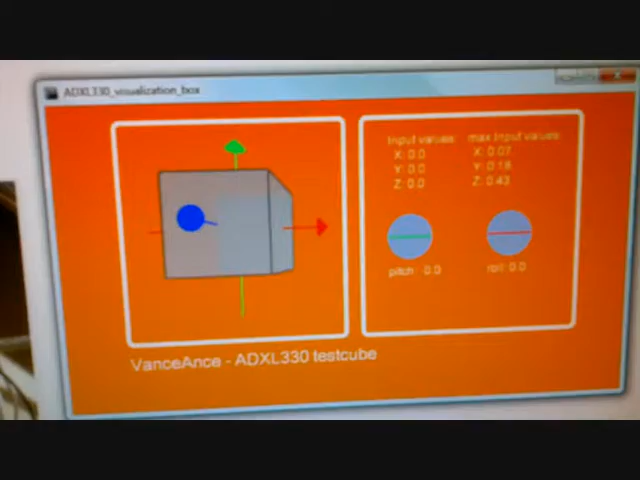 ADXL330_visualization_box
Input values: max Input values:
X: 0.0 X: 0.07
Y: 0.0 Y: 0.18
Z: 0.0 Z: 0.43
pitch: 0.0 roll: 0.0
VanceAnce - ADXL330 testcube